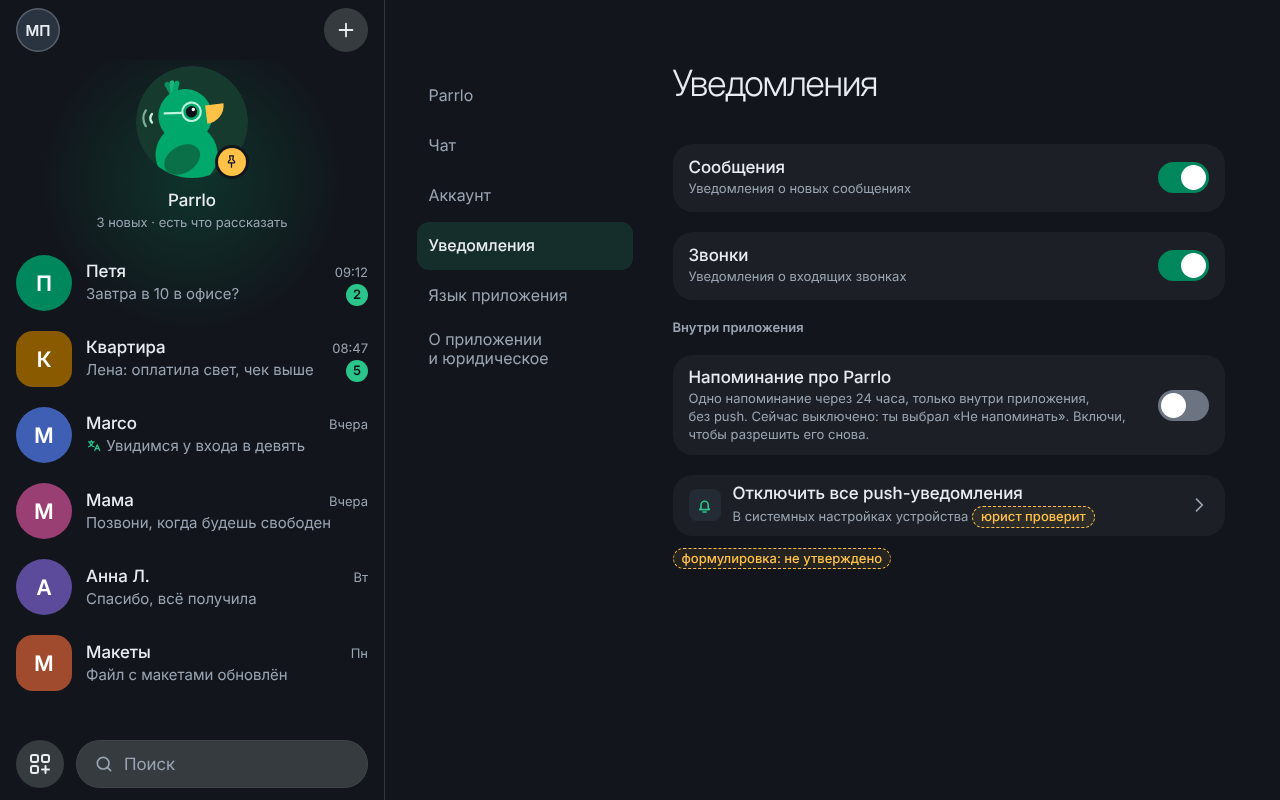 МП
Parrlo
3 новых · есть что рассказать
П
Петя
09:12
Завтра в 10 в офисе?
2
К
Квартира
08:47
Лена: оплатила свет, чек выше
5
M
Marco
Вчера
Увидимся у входа в девять
М
Мама
Вчера
Позвони, когда будешь свободен
А
Анна Л.
Вт
Спасибо, всё получила
М
Макеты
Пн
Файл с макетами обновлён
Поиск
Parrlo
Чат
Аккаунт
Уведомления
Язык приложения
О приложении
и юридическое
Уведомления
Сообщения
Уведомления о новых сообщениях
Звонки
Уведомления о входящих звонках
Внутри приложения
Напоминание про Parrlo
Одно напоминание через 24 часа, только внутри приложения,
без push. Сейчас выключено: ты выбрал «Не напоминать». Включи,
чтобы разрешить его снова.
Отключить все push-уведомления
В системных настройках устройства юрист проверит
формулировка: не утверждено